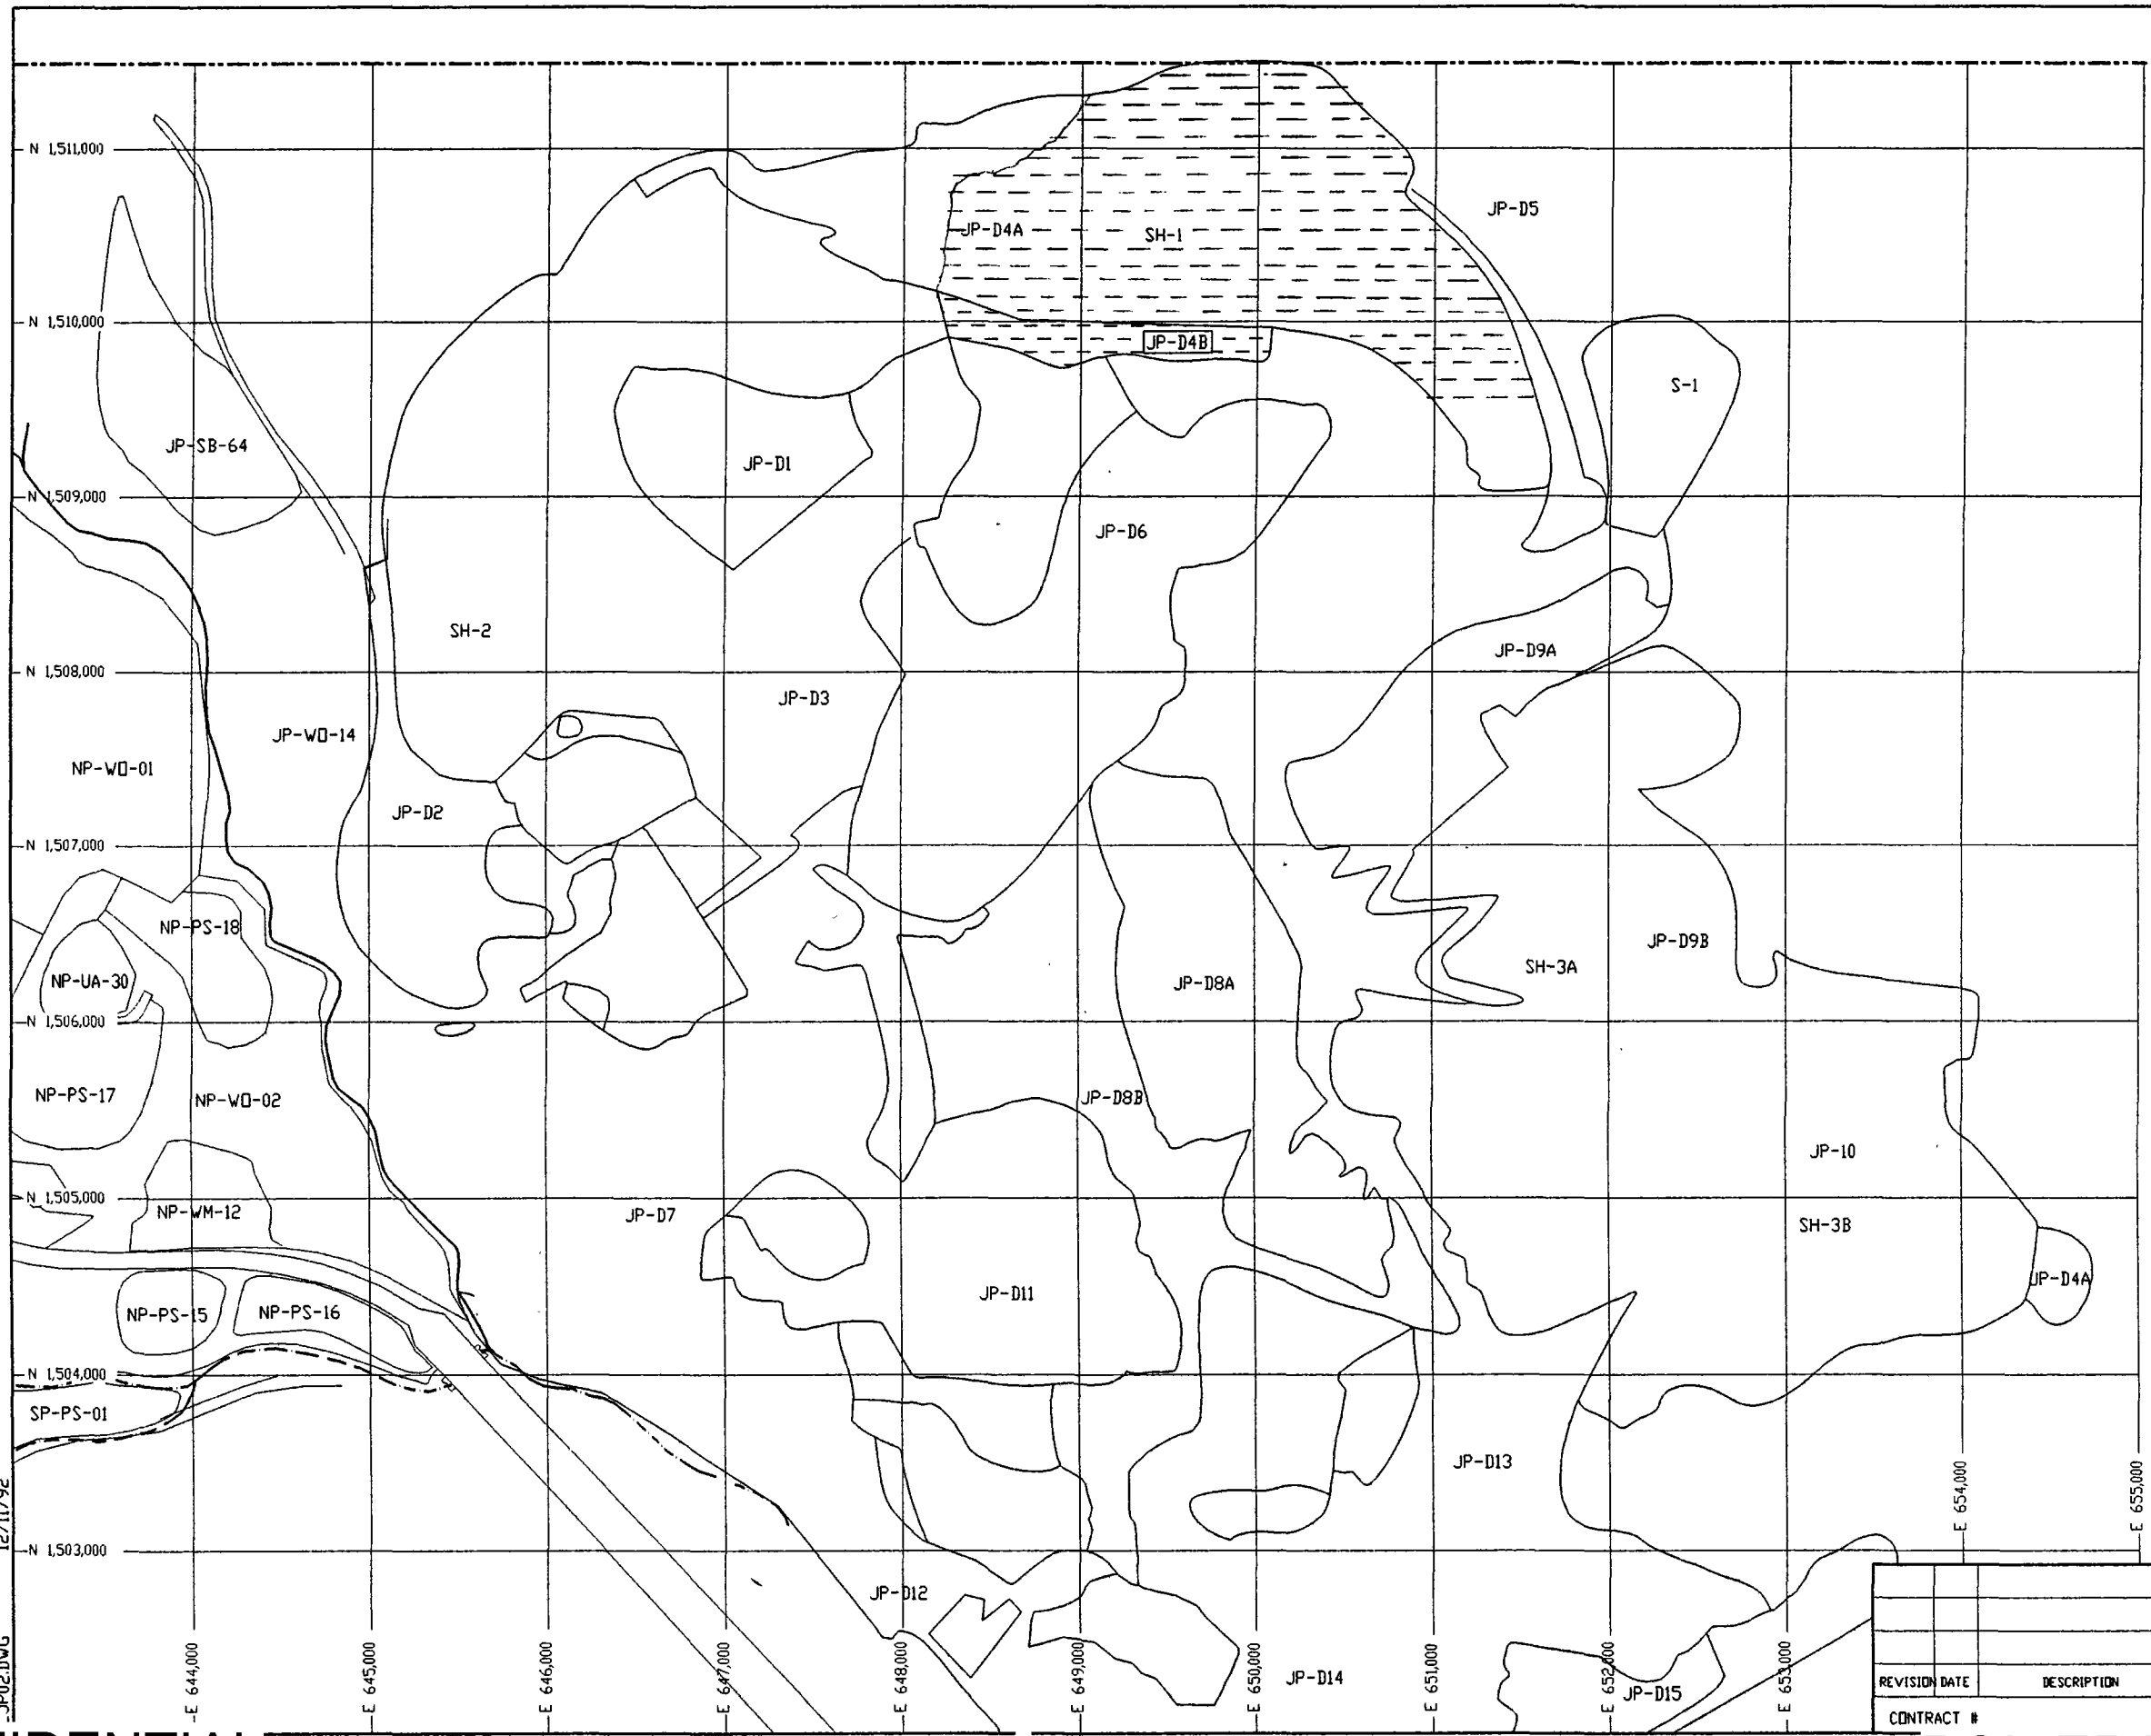 N 1,511,000
JP-D5
JP-D4A
SH-1
N 1,510,000
JP-D4B
S-1
JP-SB-64
JP-D1
N 1,509,000
JP-D6
SH-2
JP-D9A
N 1,508,000
JP-D3
JP-WO-14
NP-WO-01
JP-D2
N 1,507,000
NP-PS-18
JP-D9B
SH-3A
NP-UA-30
JP-D8A
N 1,506,000
NP-PS-17
NP-WO-02
JP-D8B
JP-10
N 1,505,000
NP-WM-12
JP-D7
SH-3B
JP-D4A
JP-D11
NP-PS-15
NP-PS-16
N 1,504,000
SP-PS-01
JP-D13
12/11/92
N 1,503,000
JP-D12
JP02.DWG
E 644,000
E 645,000
E 646,000
E 647,000
E 648,000
E 649,000
E 650,000
E 651,000
E 652,000
E 653,000
E 654,000
E 655,000
JP-D14
JP-D15
REVISION DATE DESCRIPTION
CONTRACT #